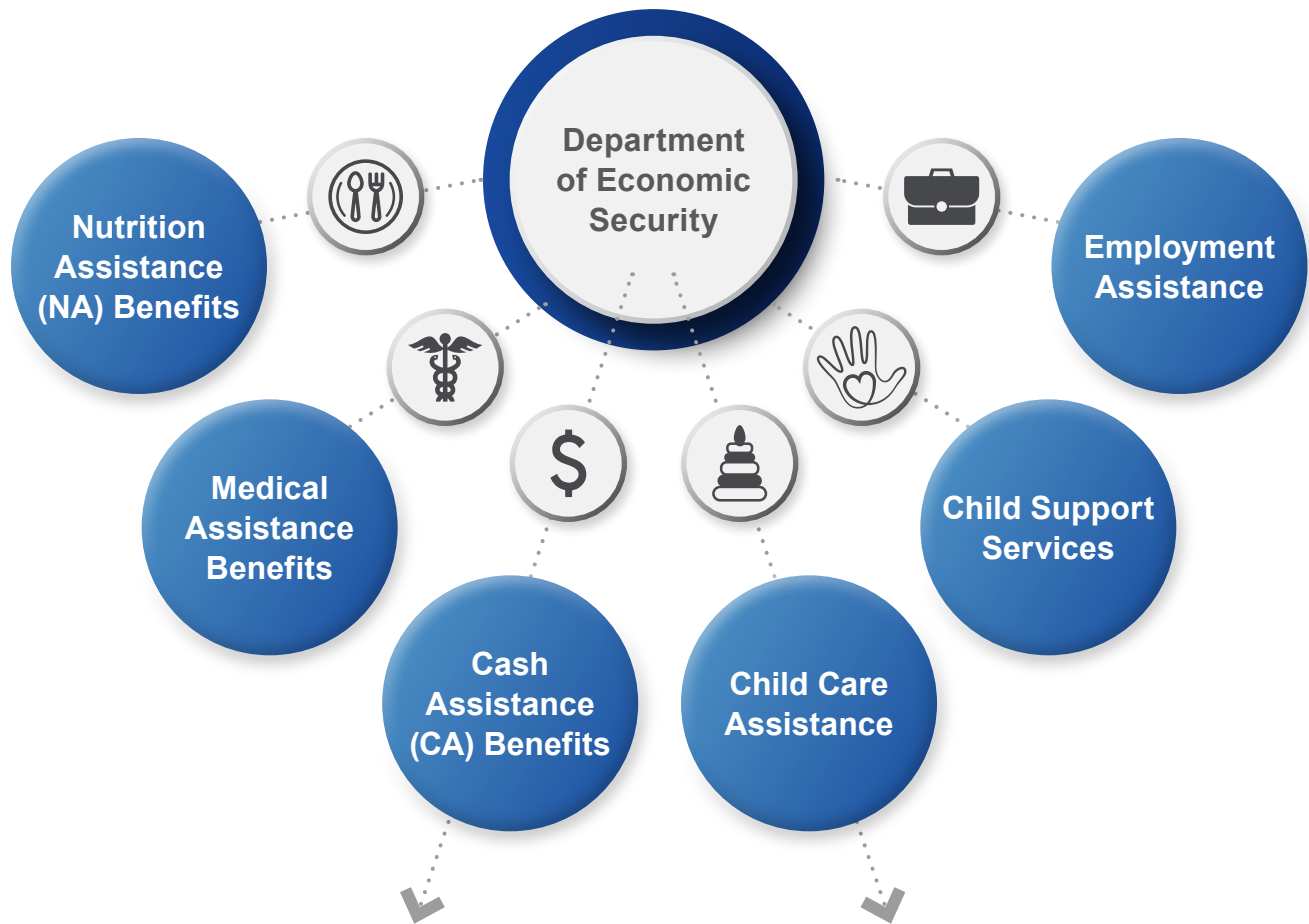 Department
of Economic
Security
Nutrition
Assistance
(NA) Benefits
Medical
Assistance
Benefits
$
Cash
Assistance
(CA) Benefits
Child Care
Assistance
Child Support
Services
Employment
Assistance